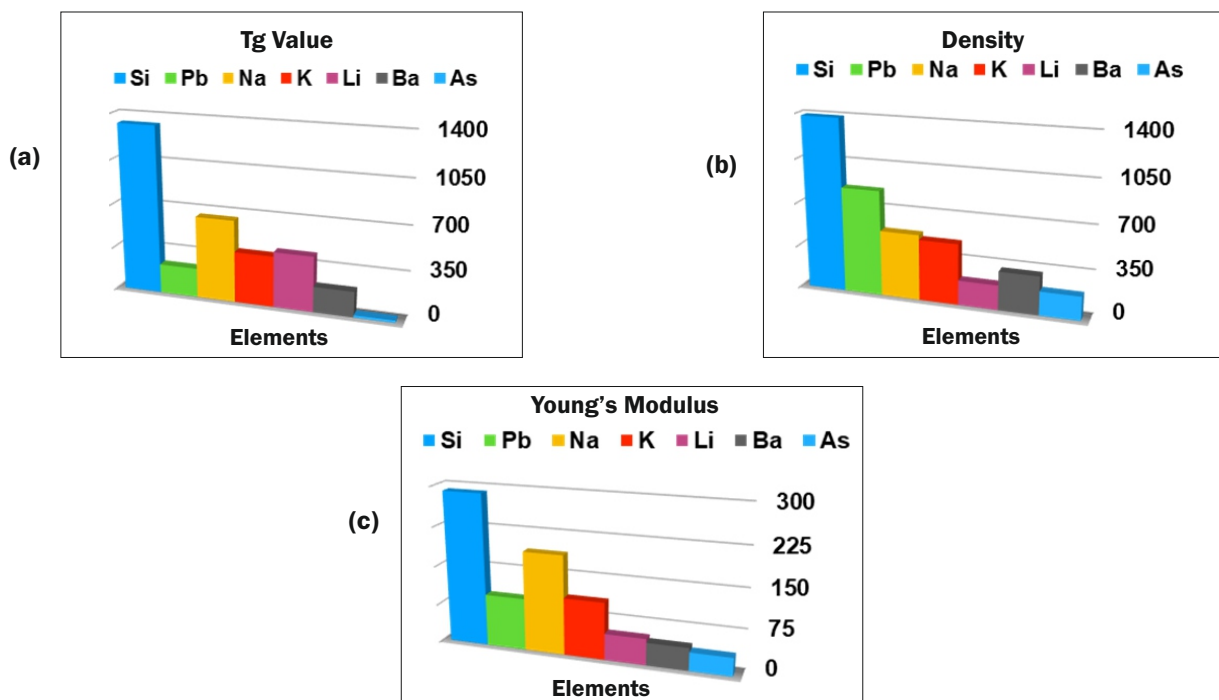 (a)
Tg Value
Si Pb Na K Li Ba As
1400
1050
700
350
0
Elements
(b)
Density
Si Pb Na K Li Ba As
1400
1050
700
350
0
Elements
(c)
Young’s Modulus
Si Pb Na K Li Ba As
300
225
150
75
0
Elements